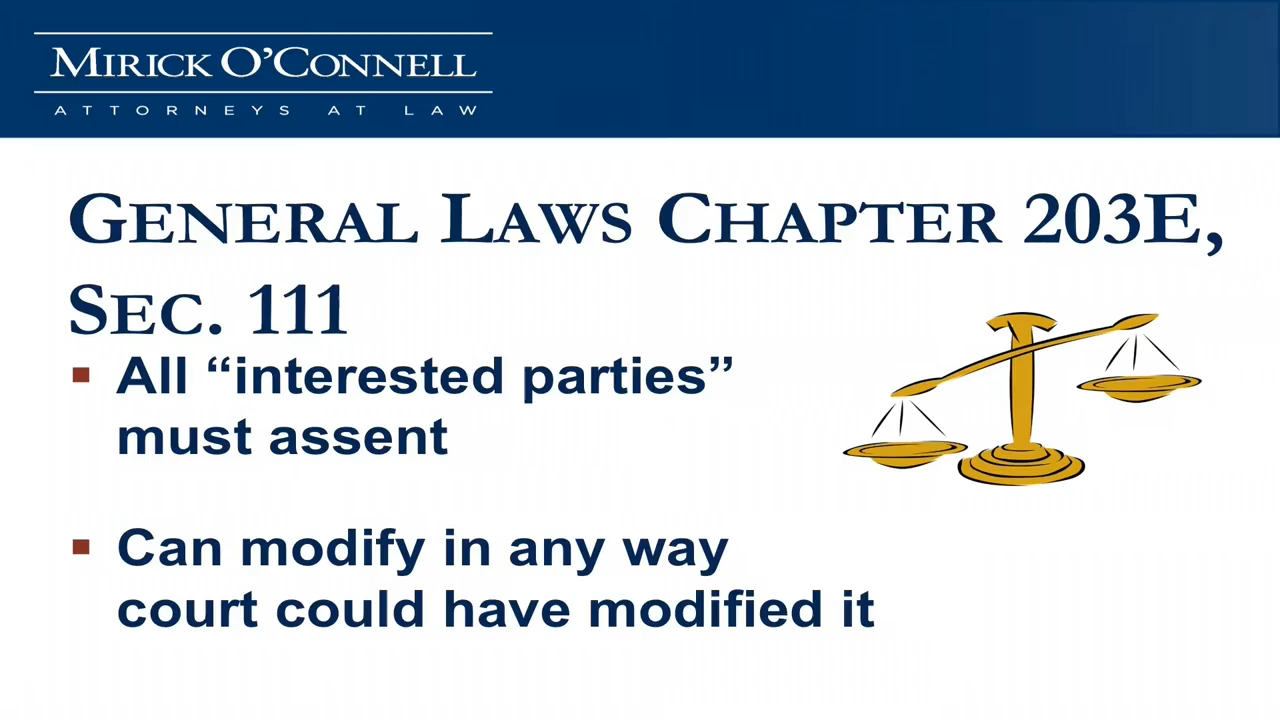 MIRICK O'CONNELL
ATTORNEYS AT LAW
GENERAL LAWS CHAPTER 203E,
SEC. 111
▪ All “interested parties”
must assent
▪ Can modify in any way
court could have modified it